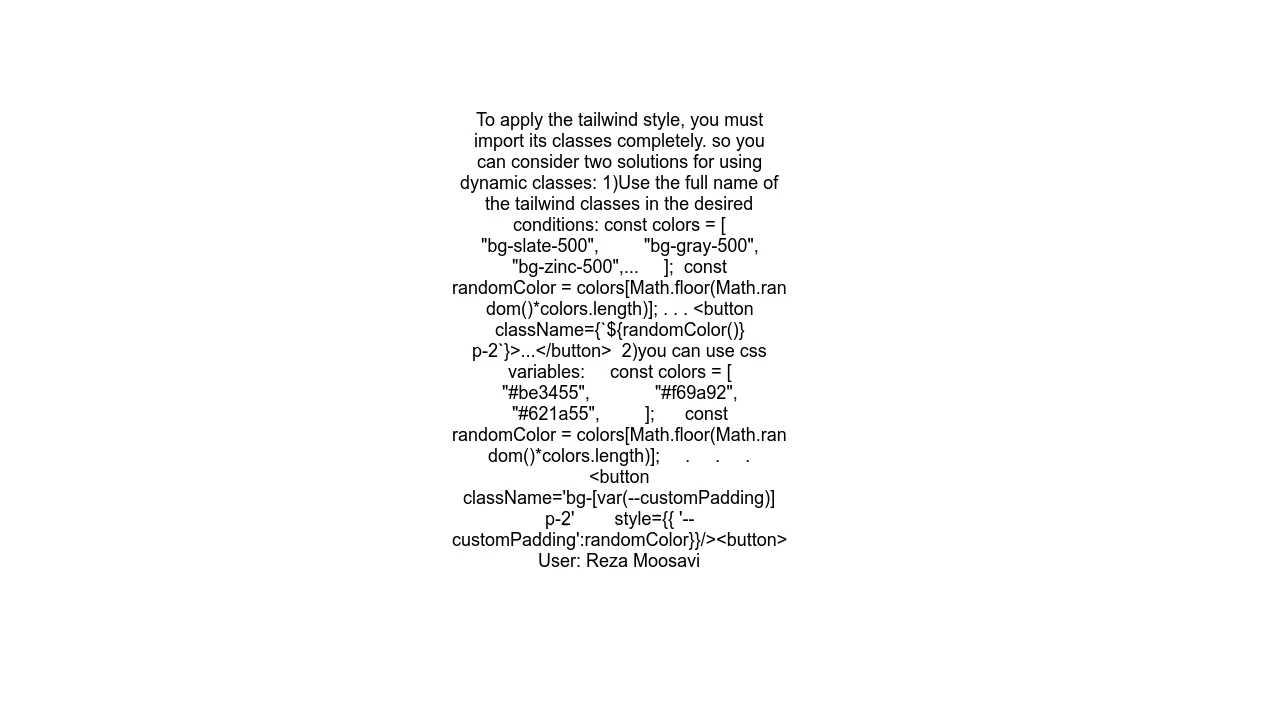 To apply the tailwind style, you must
import its classes completely. so you
can consider two solutions for using
dynamic classes: 1)Use the full name of
the tailwind classes in the desired
conditions: const colors = [
"bg-slate-500",         "bg-gray-500",
"bg-zinc-500",...     ];  const
randomColor = colors[Math.floor(Math.ran
dom()*colors.length)]; . . . <button
className={`${randomColor()}
p-2`}>...</button>  2)you can use css
variables:     const colors = [
"#be3455",             "#f69a92",
"#621a55",         ];      const
randomColor = colors[Math.floor(Math.ran
dom()*colors.length)];     .     .     .
<button
className='bg-[var(--customPadding)]
p-2'        style={{ '--
customPadding':randomColor}}/><button>
User: Reza Moosavi